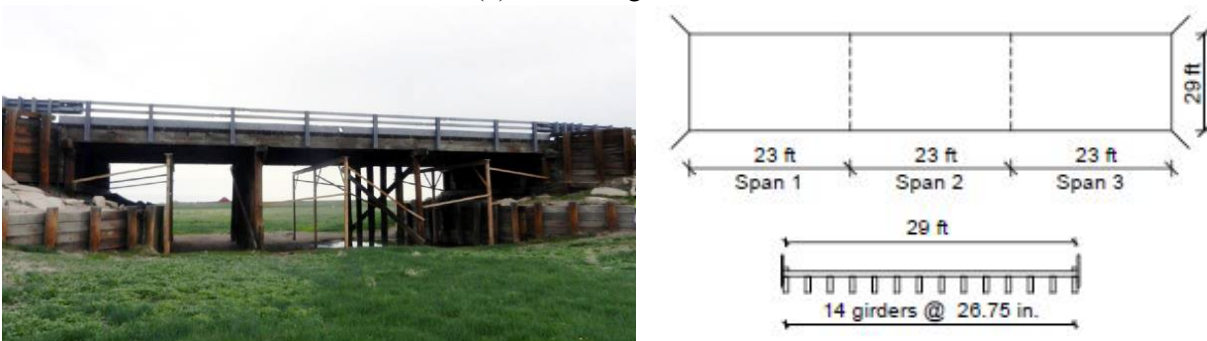 23 ft 23 ft 23 ft
Span 1 Span 2 Span 3
29 ft
29 ft
14 girders @ 26.75 in.